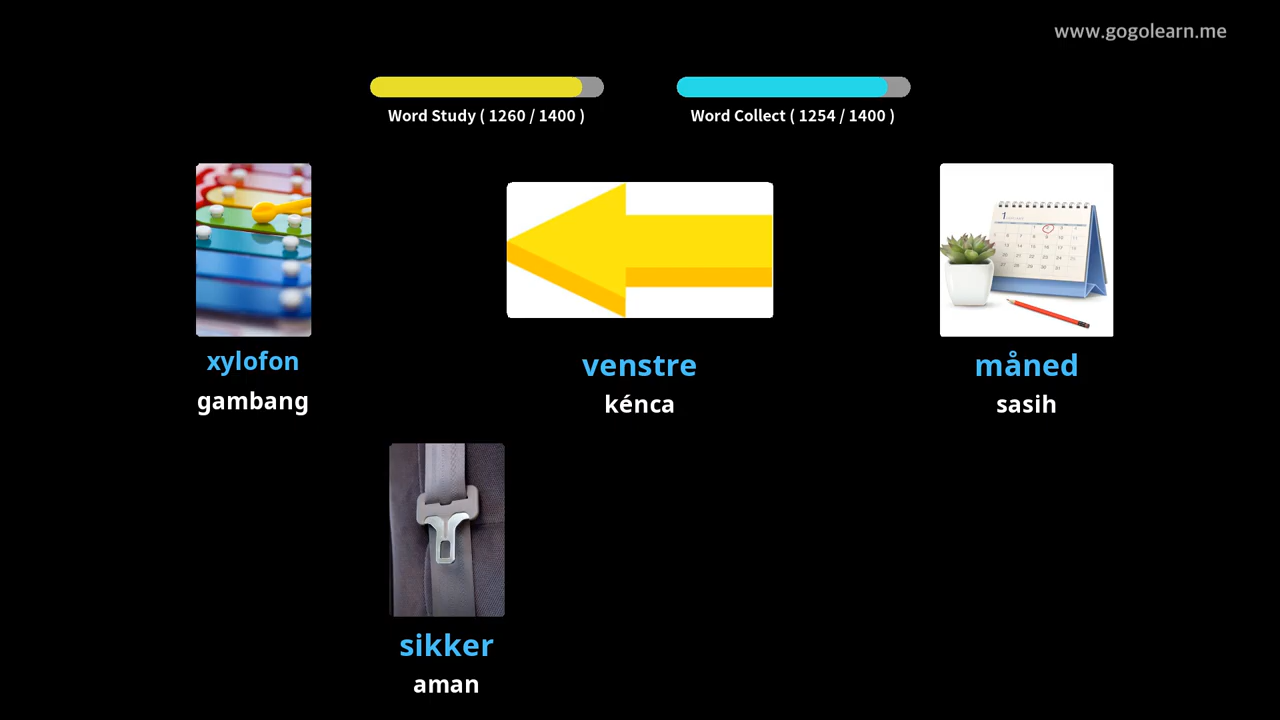 www.gogolearn.me
Word Study ( 1260 / 1400 )
Word Collect ( 1254 / 1400 )
xylofon
gambang
venstre
kénca
måned
sasih
sikker
aman